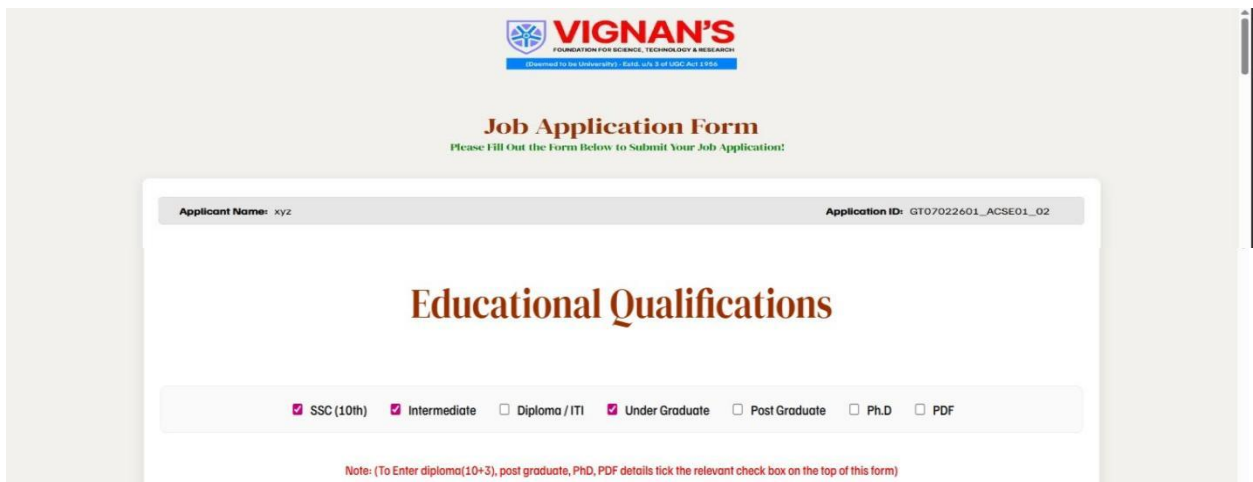 VIGNAN'S
FOUNDATION FOR SCIENCE, TECHNOLOGY & RESEARCH
(Deemed to be University) - Estd. u/s 3 of UGC Act 1956
Job Application Form
Please Fill Out the Form Below to Submit Your Job Application!
Applicant Name: xyz Application ID: GT07022601_ACSE01_02
Educational Qualifications
SSC (10th) Intermediate Diploma / ITI Under Graduate Post Graduate Ph.D PDF
Note: (To Enter diploma(10+3), post graduate, PhD, PDF details tick the relevant check box on the top of this form)